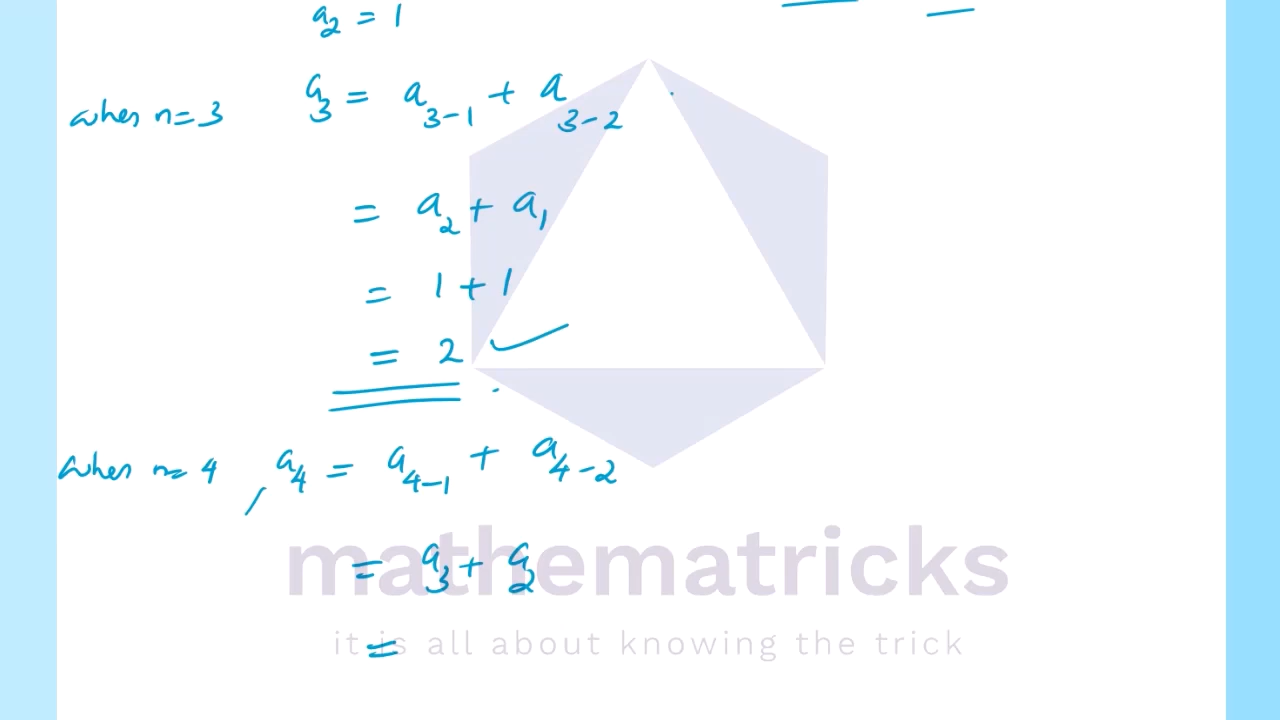 a₂ = 1
when n=3 a₃ = a₃₋₁ + a₃₋₂
= a₂ + a₁
= 1 + 1
= 2 ✓
when n= 4, a₄ = a₄₋₁ + a₄₋₂
= a₃ + a₂
=
mathematricks
it is all about knowing the trick